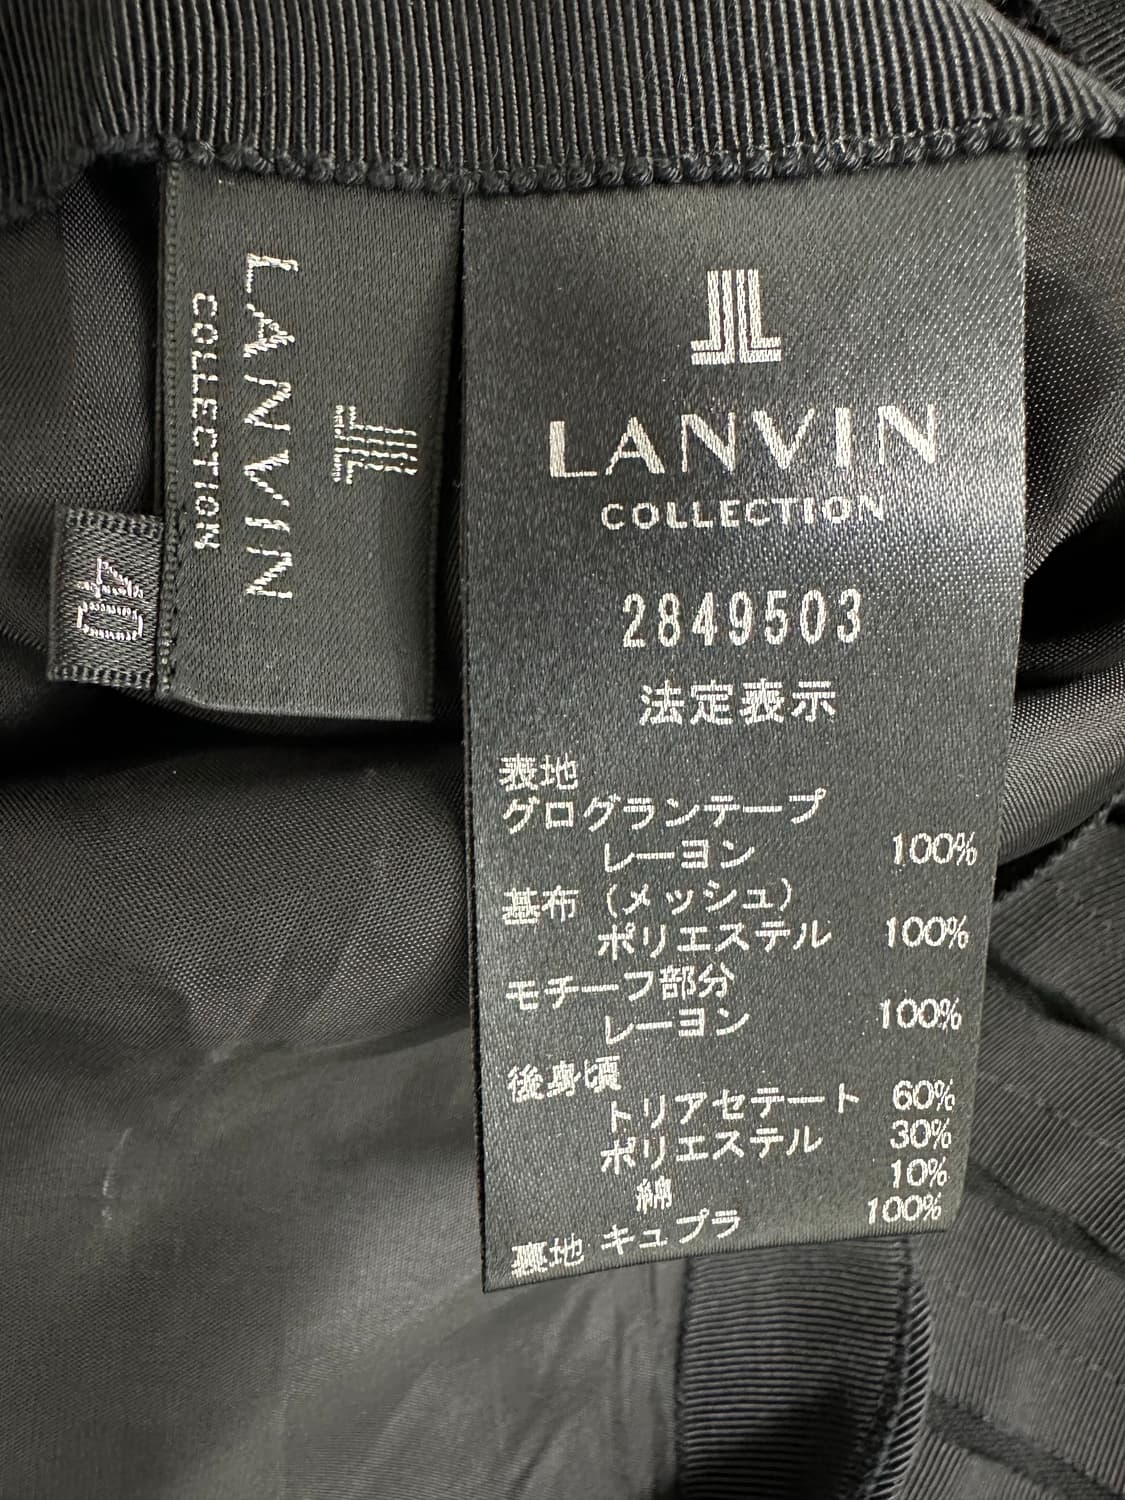 LANVIN
COLLECTION
40
LANVIN
COLLECTION
2849503
法定表示
表地
グログランテープ
レーヨン 100%
基布（メッシュ）
ポリエステル 100%
モチーフ部分
レーヨン 100%
後身頃
トリアセテート 60%
ポリエステル 30%
綿 10%
裏地 キュプラ 100%